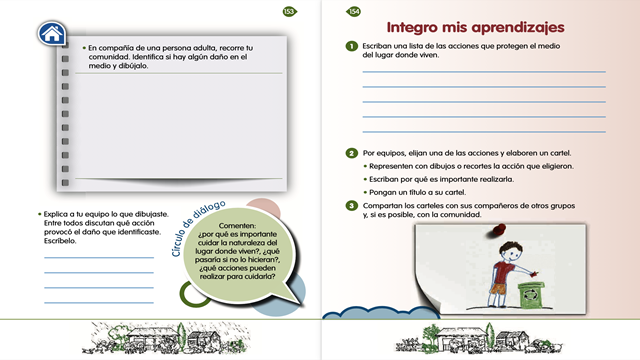 153
• En compañía de una persona adulta, recorre tu
comunidad. Identifica si hay algún daño en el
medio y dibújalo.
• Explica a tu equipo lo que dibujaste.
Entre todos discutan qué acción
provocó el daño que identificaste.
Escríbelo.
Círculo de diálogo
Comenten:
¿por qué es importante
cuidar la naturaleza del
lugar donde viven?, ¿qué
pasaría si no lo hicieran?,
¿qué acciones pueden
realizar para cuidarla?
154
Integro mis aprendizajes
1 Escriban una lista de las acciones que protegen el medio
del lugar donde viven.
2 Por equipos, elijan una de las acciones y elaboren un cartel.
• Representen con dibujos o recortes la acción que eligieron.
• Escriban por qué es importante realizarla.
• Pongan un título a su cartel.
3 Compartan los carteles con sus compañeros de otros grupos
y, si es posible, con la comunidad.